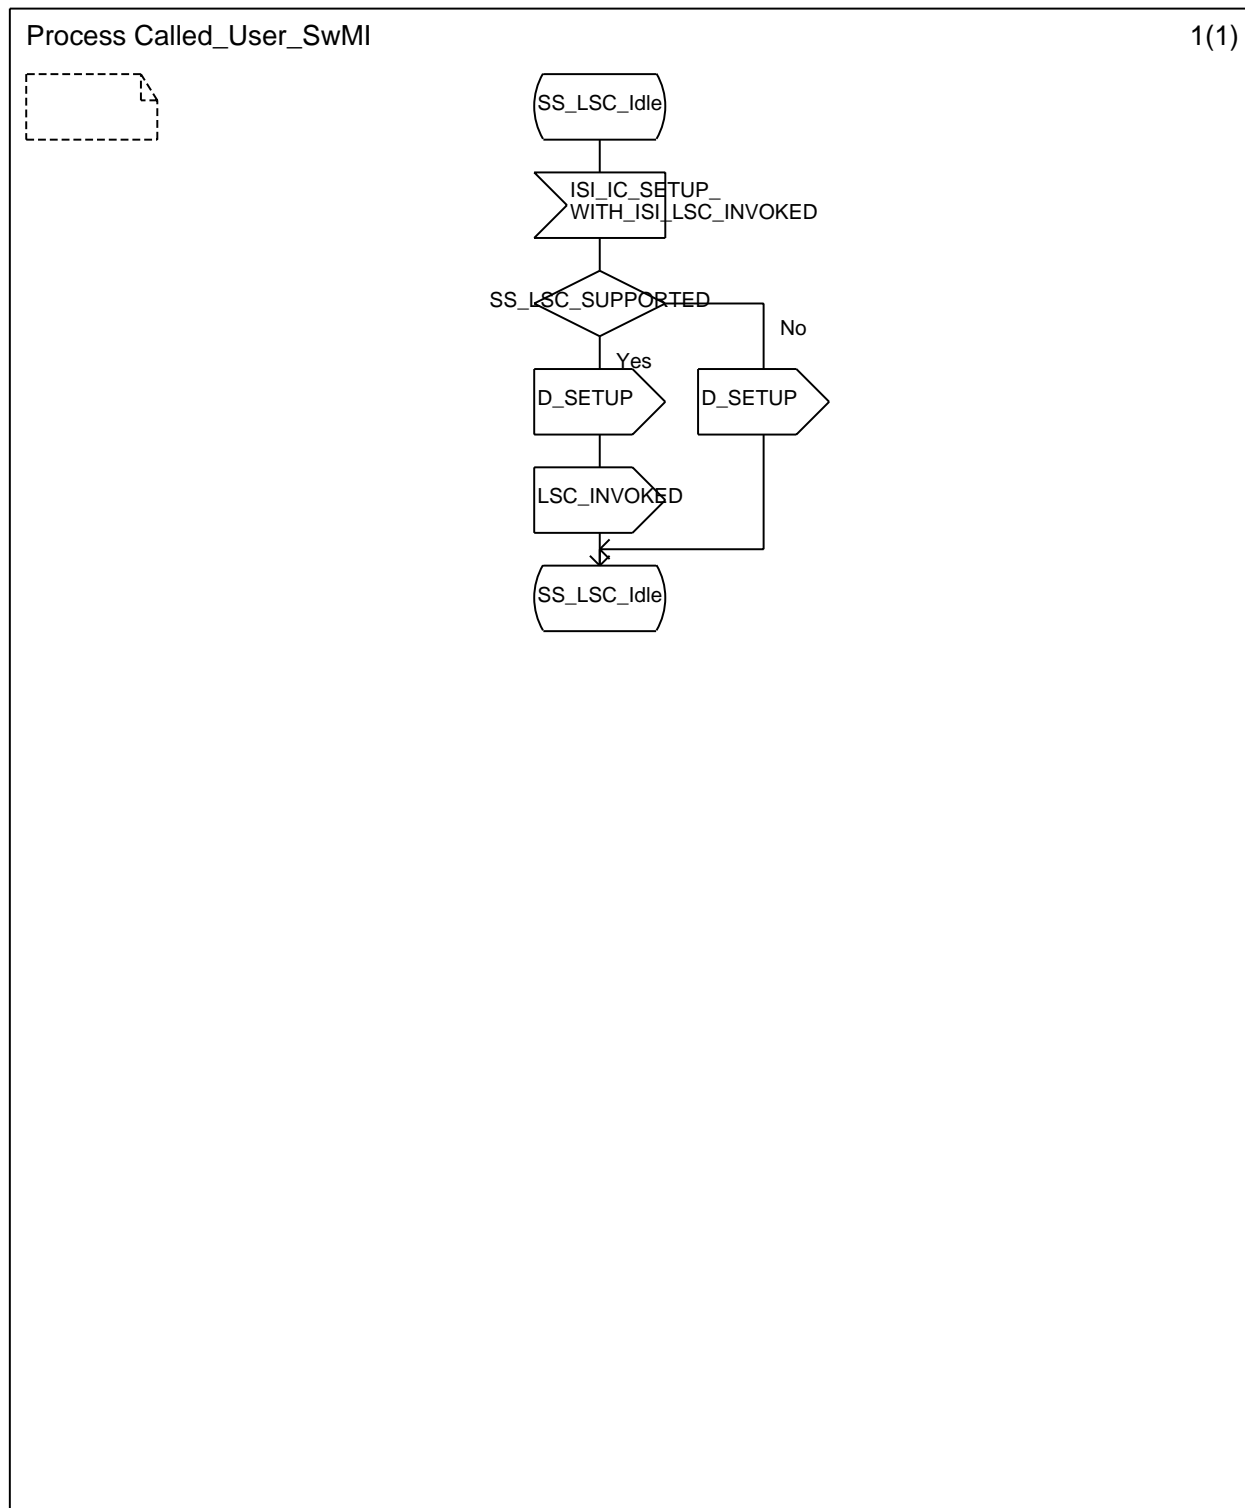 Process Called_User_SwMI
1(1)
SS_LSC_Idle
ISI_IC_SETUP_
WITH_ISI_LSC_INVOKED
SS_LSC_SUPPORTED
No
Yes
D_SETUP
D_SETUP
LSC_INVOKED
SS_LSC_Idle